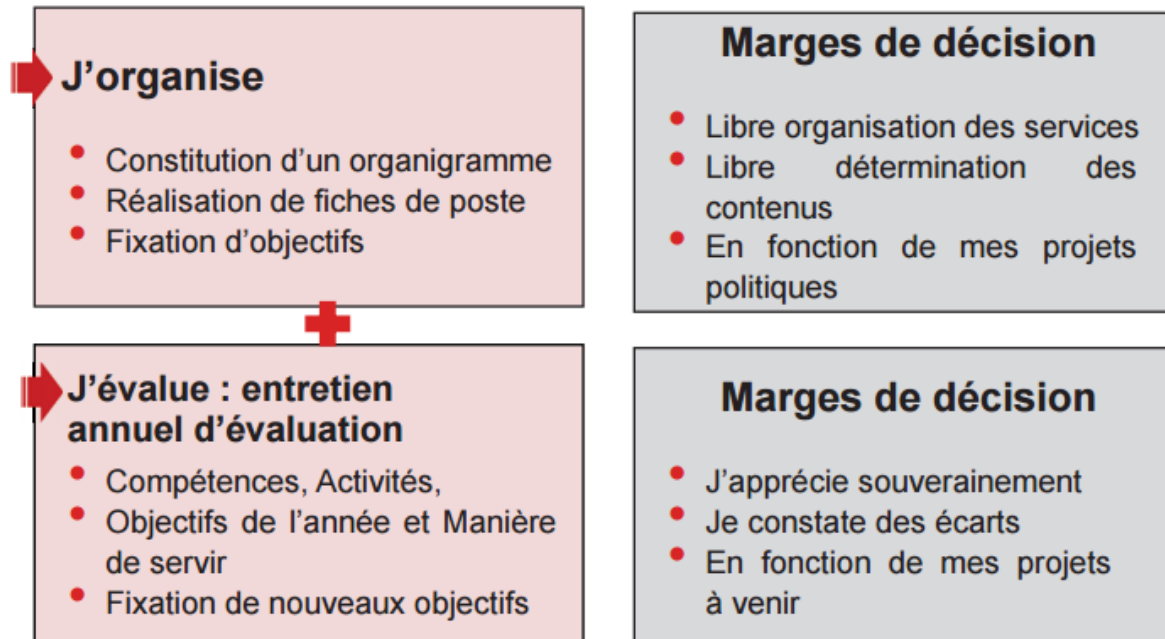 J'organise
• Constitution d'un organigramme
• Réalisation de fiches de poste
• Fixation d'objectifs
Marges de décision
• Libre organisation des services
• Libre détermination des
contenus
• En fonction de mes projets
politiques
J'évalue : entretien
annuel d'évaluation
• Compétences, Activités,
• Objectifs de l'année et Manière
de servir
• Fixation de nouveaux objectifs
Marges de décision
• J'apprécie souverainement
• Je constate des écarts
• En fonction de mes projets
à venir